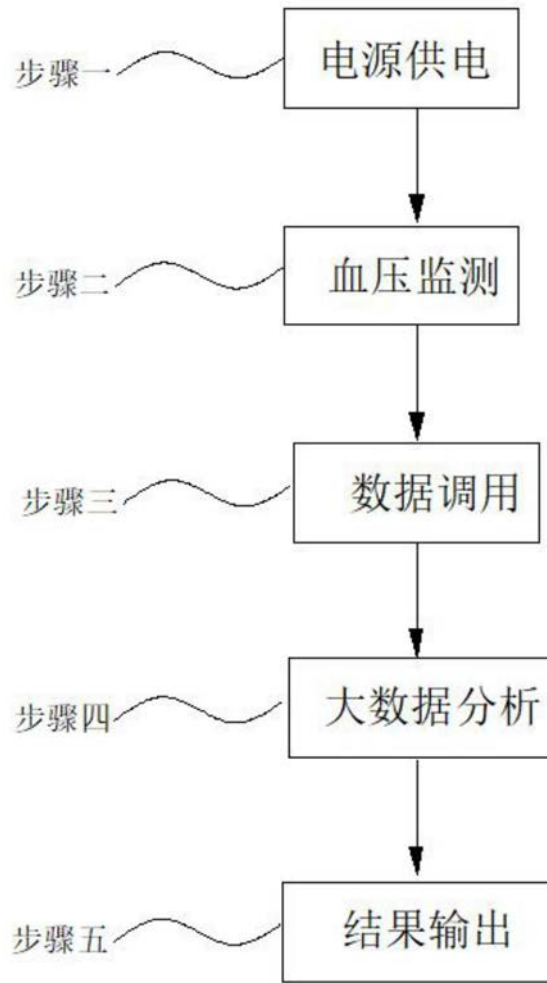 步骤一
电源供电
步骤二
血压监测
步骤三
数据调用
步骤四
大数据分析
步骤五
结果输出